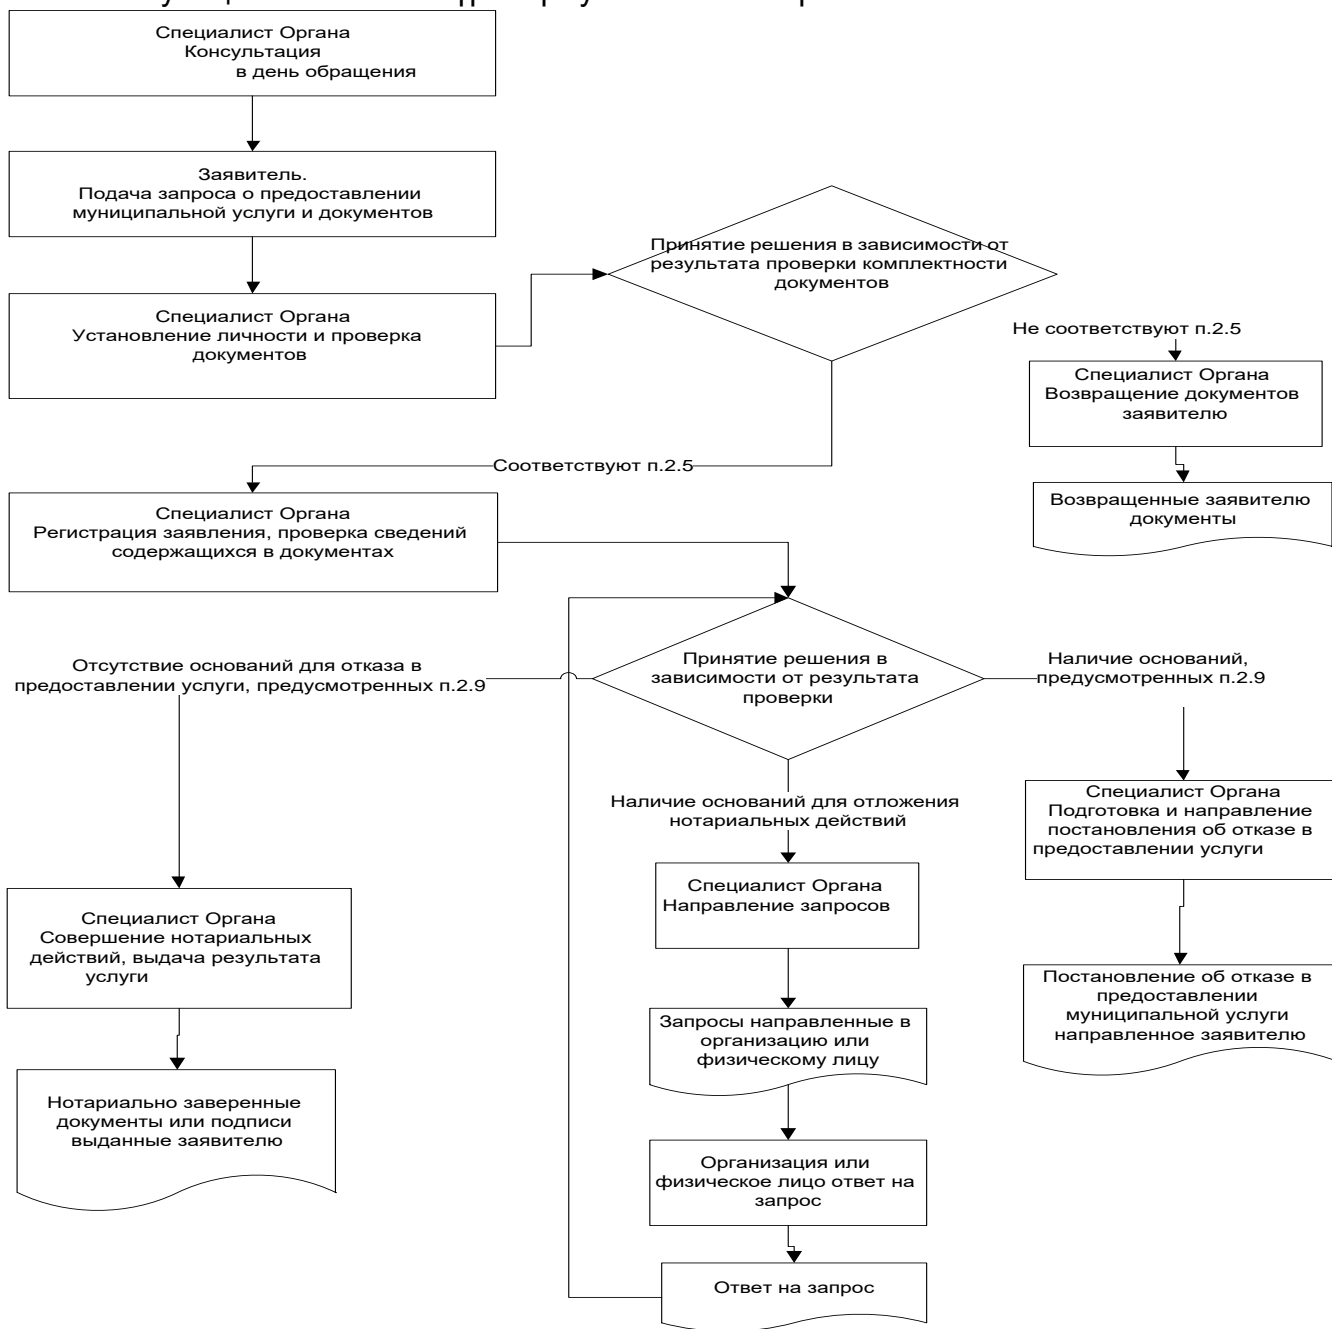 Специалист Органа
Консультация
в день обращения
Заявитель.
Подача запроса о предоставлении
муниципальной услуги и документов
Принятие решения в зависимости от
результата проверки комплектности
документов
Специалист Органа
Установление личности и проверка
документов
Не соответствуют п.2.5
Специалист Органа
Возвращение документов
заявителю
Соответствуют п.2.5
Возвращенные заявителю
документы
Специалист Органа
Регистрация заявления, проверка сведений
содержащихся в документах
Отсутствие оснований для отказа в
предоставлении услуги, предусмотренных п.2.9
Принятие решения в
зависимости от результата
проверки
Наличие оснований,
предусмотренных п.2.9
Наличие оснований для отложения
нотариальных действий
Специалист Органа
Подготовка и направление
постановления об отказе в
предоставлении услуги
Специалист Органа
Направление запросов
Специалист Органа
Совершение нотариальных
действий, выдача результата
услуги
Постановление об отказе в
предоставлении
муниципальной услуги
направленное заявителю
Запросы направленные в
организацию или
физическому лицу
Нотариально заверенные
документы или подписи
выданные заявителю
Организация или
физическое лицо ответ на
запрос
Ответ на запрос